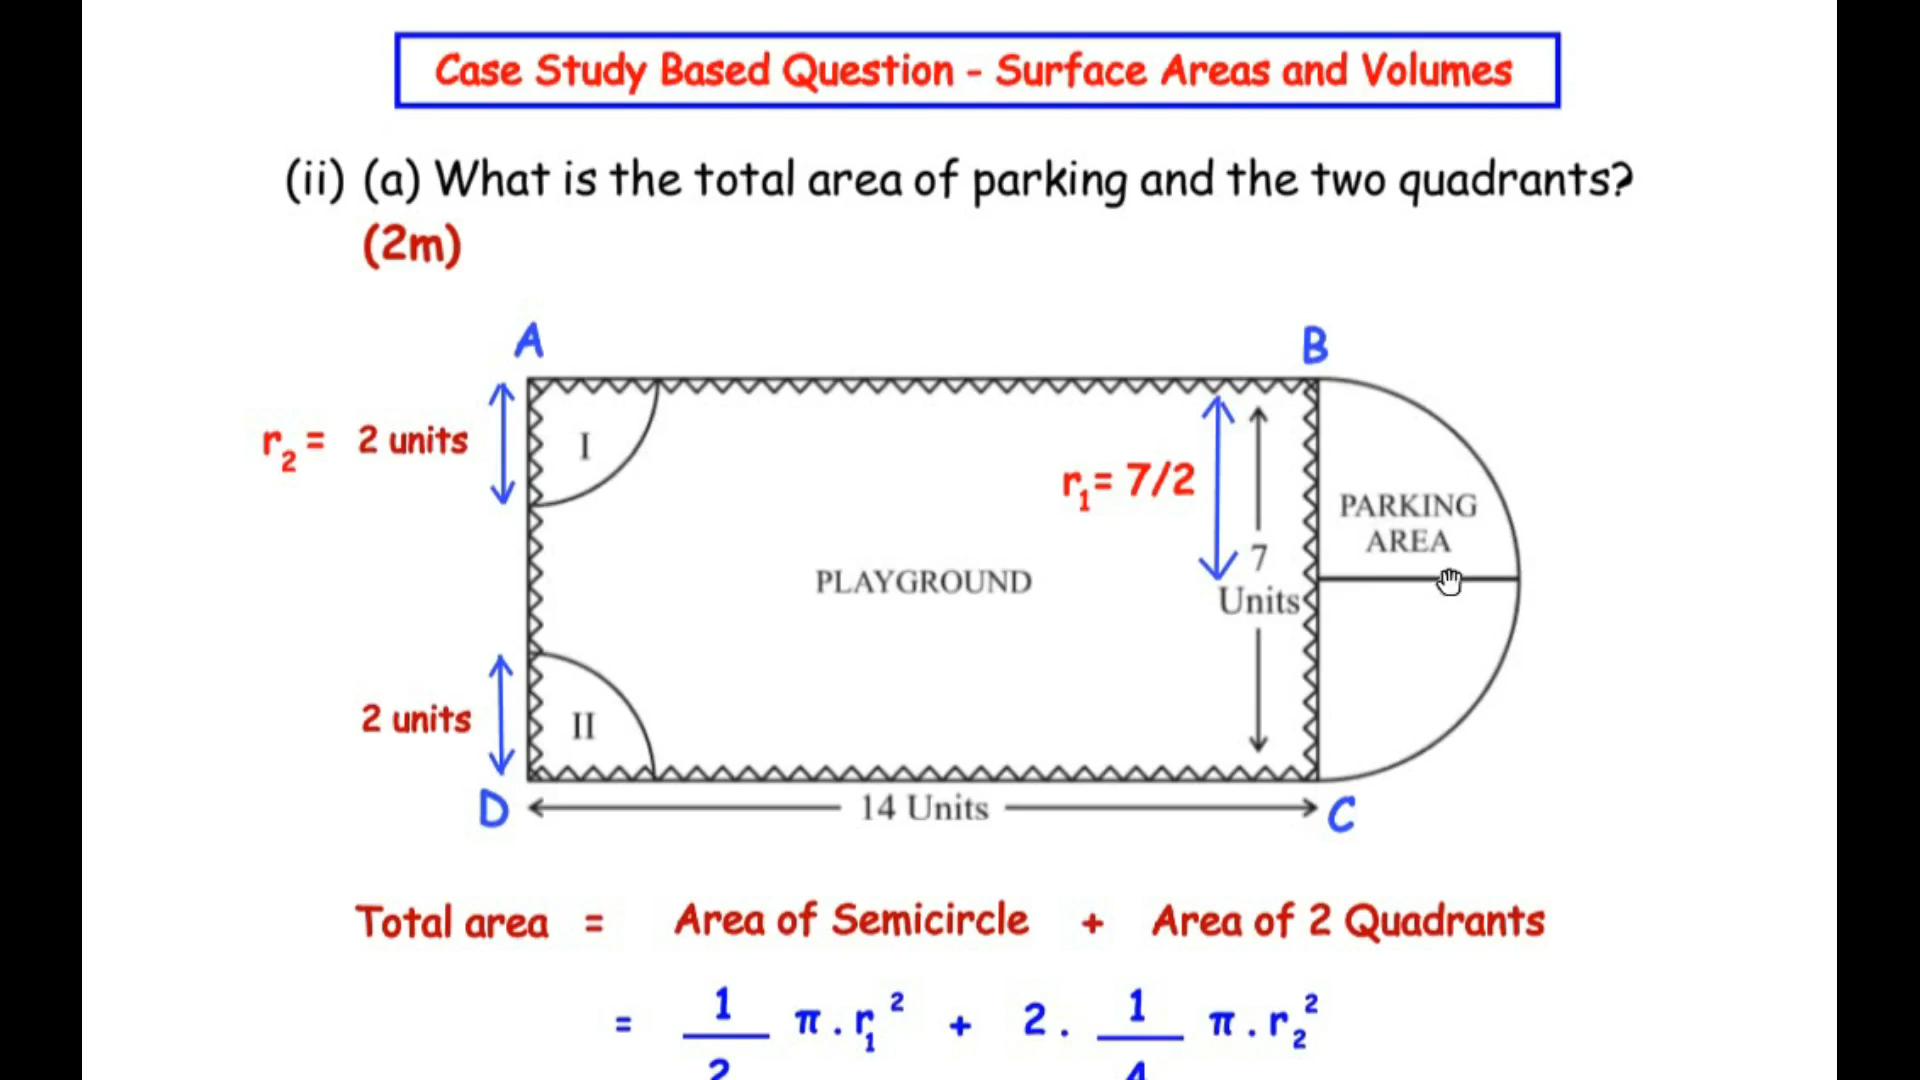 Case Study Based Question - Surface Areas and Volumes
(ii) (a) What is the total area of parking and the two quadrants?
(2m)
A
B
r₂ = 2 units
I
r₁ = 7/2
PARKING
AREA
7
Units
PLAYGROUND
2 units
II
D
14 Units
C
Total area = Area of Semicircle + Area of 2 Quadrants
= 1/2 π . r₁² + 2 . 1/4 π . r₂²